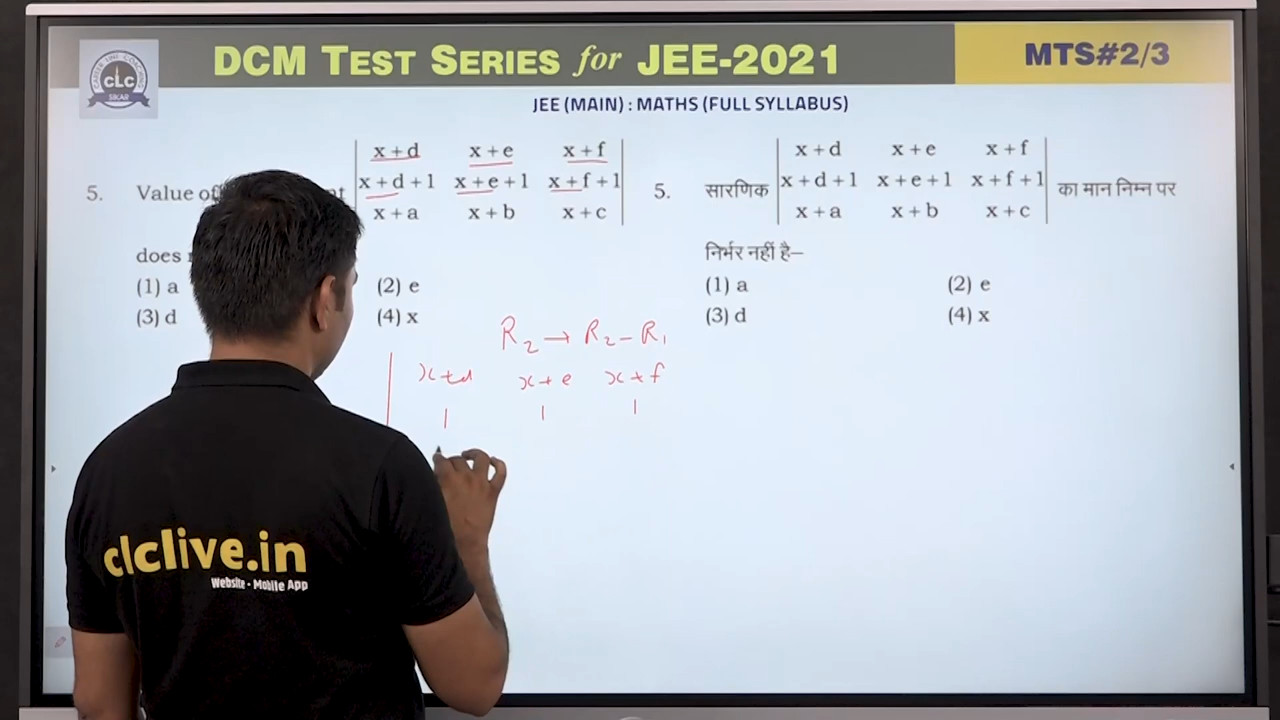 DCM TEST SERIES for JEE-2021
MTS#2/3
CLC
SIKAR
JEE (MAIN) : MATHS (FULL SYLLABUS)
5. Value of
x+d x+e x+f
x+d+1 x+e+1 x+f+1
x+a x+b x+c
does
(1) a (2) e
(3) d (4) x
5. सारणिक
x+d x+e x+f
x+d+1 x+e+1 x+f+1
x+a x+b x+c
का मान निम्न पर
निर्भर नहीं है–
(1) a (2) e
(3) d (4) x
R₂ → R₂ – R₁
x+d x+e x+f
1 1 1
clclive.in
Website • Mobile App